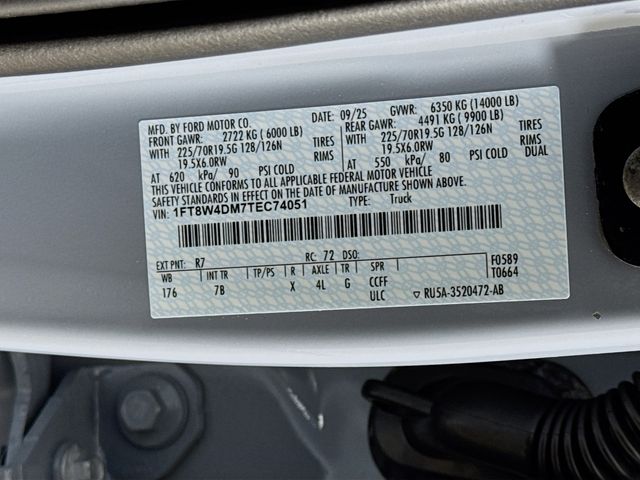 MFD. BY FORD MOTOR CO. DATE: 09/25 GVWR: 6350 KG (14000 LB)
FRONT GAWR: 2722 KG ( 6000 LB) REAR GAWR: 4491 KG ( 9900 LB)
WITH 225/70R19.5G 128/126N TIRES WITH 225/70R19.5G 128/126N TIRES
19.5X6.0RW RIMS 19.5X6.0RW RIMS
AT 620 kPa/ 90 PSI COLD AT 550 kPa/ 80 PSI COLD DUAL
THIS VEHICLE CONFORMS TO ALL APPLICABLE FEDERAL MOTOR VEHICLE
SAFETY STANDARDS IN EFFECT ON THE DATE OF MANUFACTURE SHOWN ABOVE.
VIN: 1FT8W4DM7TEC74051 TYPE: Truck
EXT PNT: R7 RC: 72 DSO: F0589
WB INT TR TP/PS R AXLE TR SPR T0664
176 7B X 4L G CCFF
ULC ▽ RU5A-3520472-AB